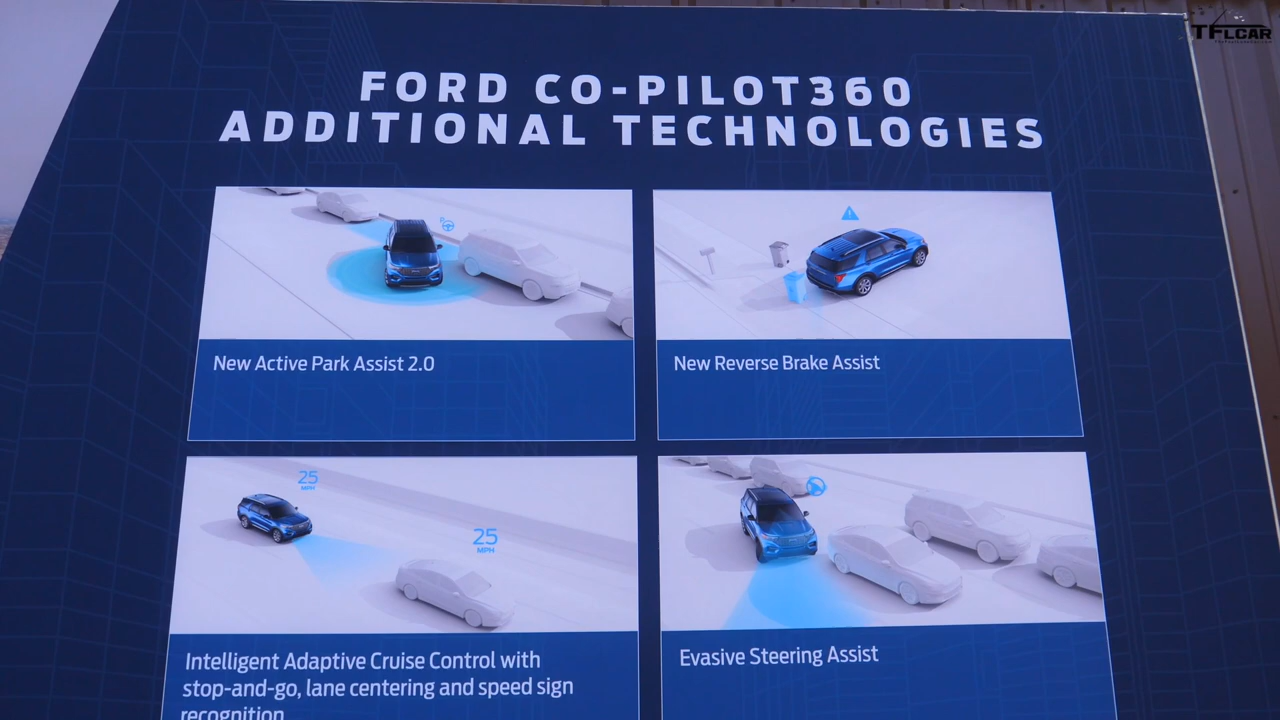 TFLCAR
FORD CO-PILOT360
ADDITIONAL TECHNOLOGIES
New Active Park Assist 2.0
New Reverse Brake Assist
25
MPH
25
MPH
Intelligent Adaptive Cruise Control with
stop-and-go, lane centering and speed sign
recognition
Evasive Steering Assist